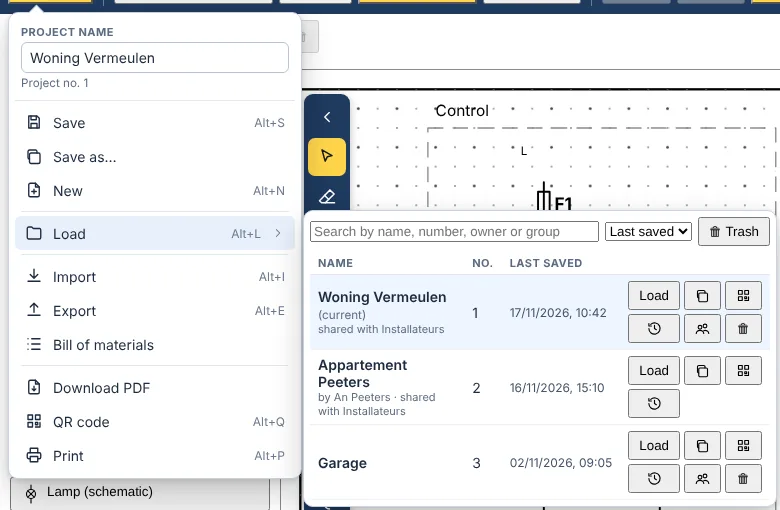 PROJECT NAME
Woning Vermeulen
Project no. 1
Save Alt+S
Save as...
New Alt+N
Load Alt+L
Import Alt+I
Export Alt+E
Bill of materials
Download PDF
QR code Alt+Q
Print Alt+P
Lamp (schematic)
Control
L
F1
Search by name, number, owner or group Last saved Trash
NAME NO. LAST SAVED
Woning Vermeulen
(current)
shared with Installateurs
1 17/11/2026, 10:42 Load
Appartement
Peeters
by An Peeters · shared
with Installateurs
2 16/11/2026, 15:10 Load
Garage 3 02/11/2026, 09:05 Load